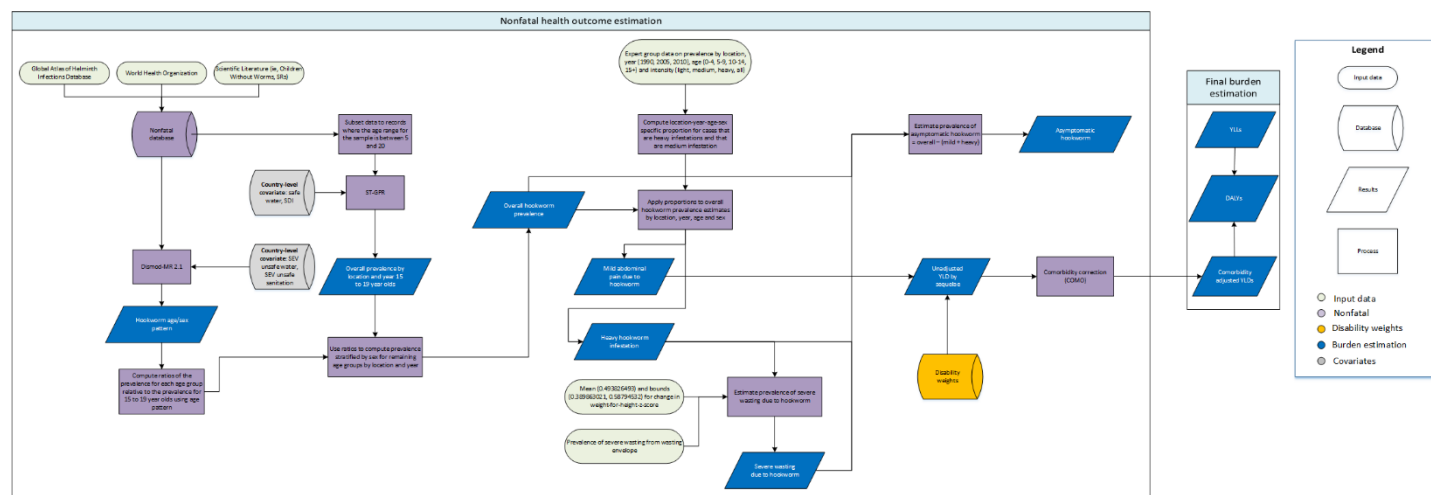 Nonfatal health outcome estimation
Global Atlas of Helminth
Infections Database
World Health Organization
Scientific Literature (ie, Children
Without Worms, SRs)
Expert group data on prevalence by location,
year (1990, 2005, 2010), age (0-4, 5-9, 10-14,
15+) and intensity (light, medium, heavy, all)
Nonfatal
database
Subset data to records
where the age range for
the sample is between 5
and 20
Compute location-year-age-sex
specific proportion for cases that
are heavy infestations and that
are medium infestation
Estimate prevalence of
asymptomatic hookworm
= overall – (mild + heavy)
Asymptomatic
hookworm
Country-level
covariate: safe
water, SDI
ST-GPR
Overall hookworm
prevalence
Apply proportions to overall
hookworm prevalence estimates
by location, year, age and sex
Dismod-MR 2.1
Country-level
covariate: SEV
unsafe water,
SEV unsafe
sanitation
Overall prevalence by
location and year 15
to 19 year olds
Mild abdominal
pain due to
hookworm
Unadjusted
YLD by
sequelae
Comorbidity correction
(COMO)
Hookworm age/sex
pattern
Heavy hookworm
infestation
Use ratios to compute prevalence
stratified by sex for remaining
age groups by location and year
Compute ratios of the
prevalence for each age group
relative to the prevalence for
15 to 19 year olds using age
pattern
Mean (0.493826493) and bounds
(0.389863021, 0.58794532) for change in
weight-for-height-z-score
Estimate prevalence of severe
wasting due to hookworm
Disability
weights
Prevalence of severe wasting from wasting
envelope
Severe wasting
due to hookworm
Final burden
estimation
YLLs
DALYs
Comorbidity
adjusted YLDs
Legend
Input data
Database
Results
Process
Input data
Nonfatal
Disability weights
Burden estimation
Covariates